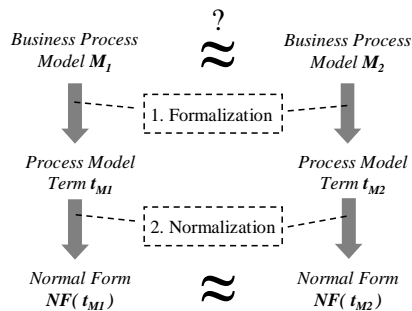 ?
Business Process
Model M1
≈
Business Process
Model M2
1. Formalization
Process Model
Term tM1
Process Model
Term tM2
2. Normalization
Normal Form
NF( tM1)
≈
Normal Form
NF( tM2)